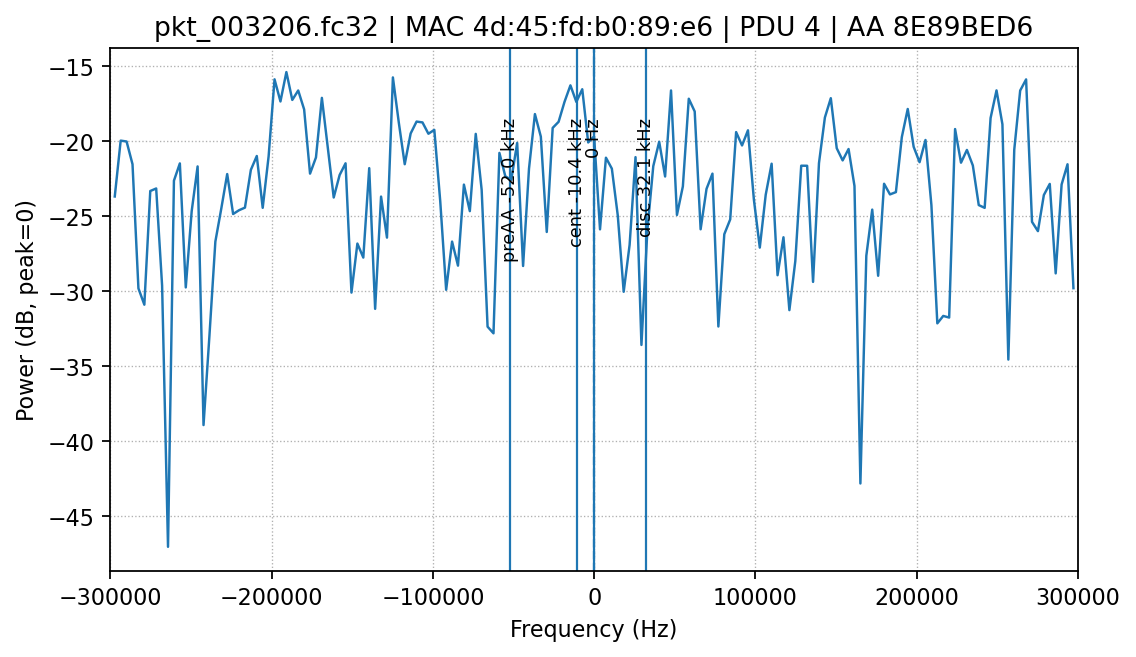 pkt_003206.fc32 | MAC 4d:45:fd:b0:89:e6 | PDU 4 | AA 8E89BED6
Power (dB, peak=0)
−15
−20
−25
−30
−35
−40
−45
preAA -52.0 kHz
cent -10.4 kHz
0 Hz
disc 32.1 kHz
−300000
−200000
−100000
0
100000
200000
300000
Frequency (Hz)